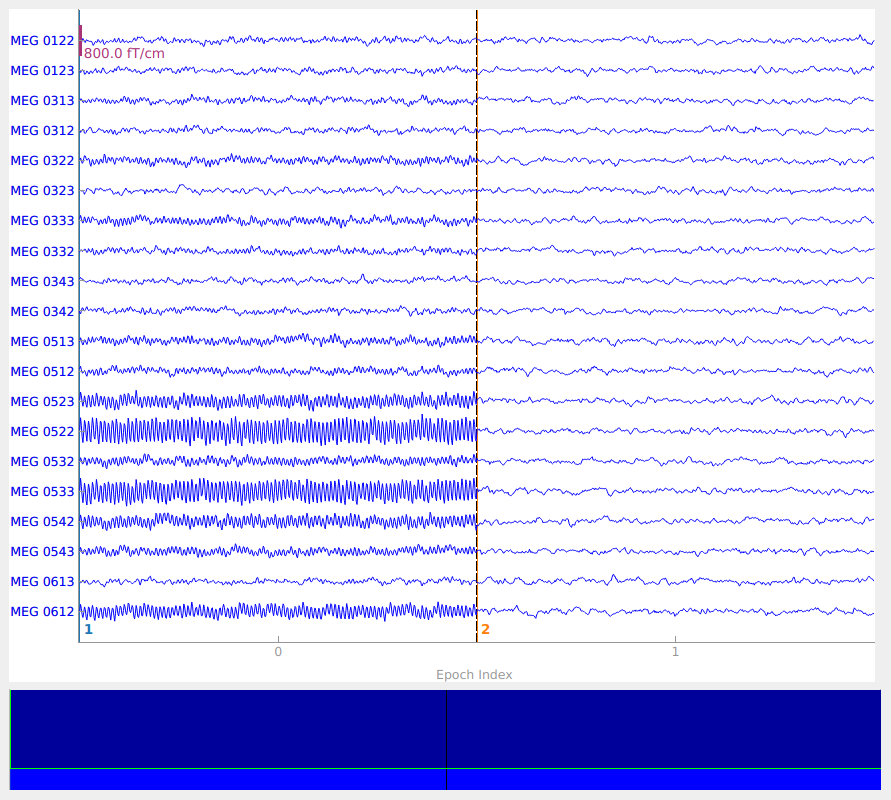 MEG 0122
800.0 fT/cm
MEG 0123
MEG 0313
MEG 0312
MEG 0322
MEG 0323
MEG 0333
MEG 0332
MEG 0343
MEG 0342
MEG 0513
MEG 0512
MEG 0523
MEG 0522
MEG 0532
MEG 0533
MEG 0542
MEG 0543
MEG 0613
MEG 0612
1 2
0 1
Epoch Index